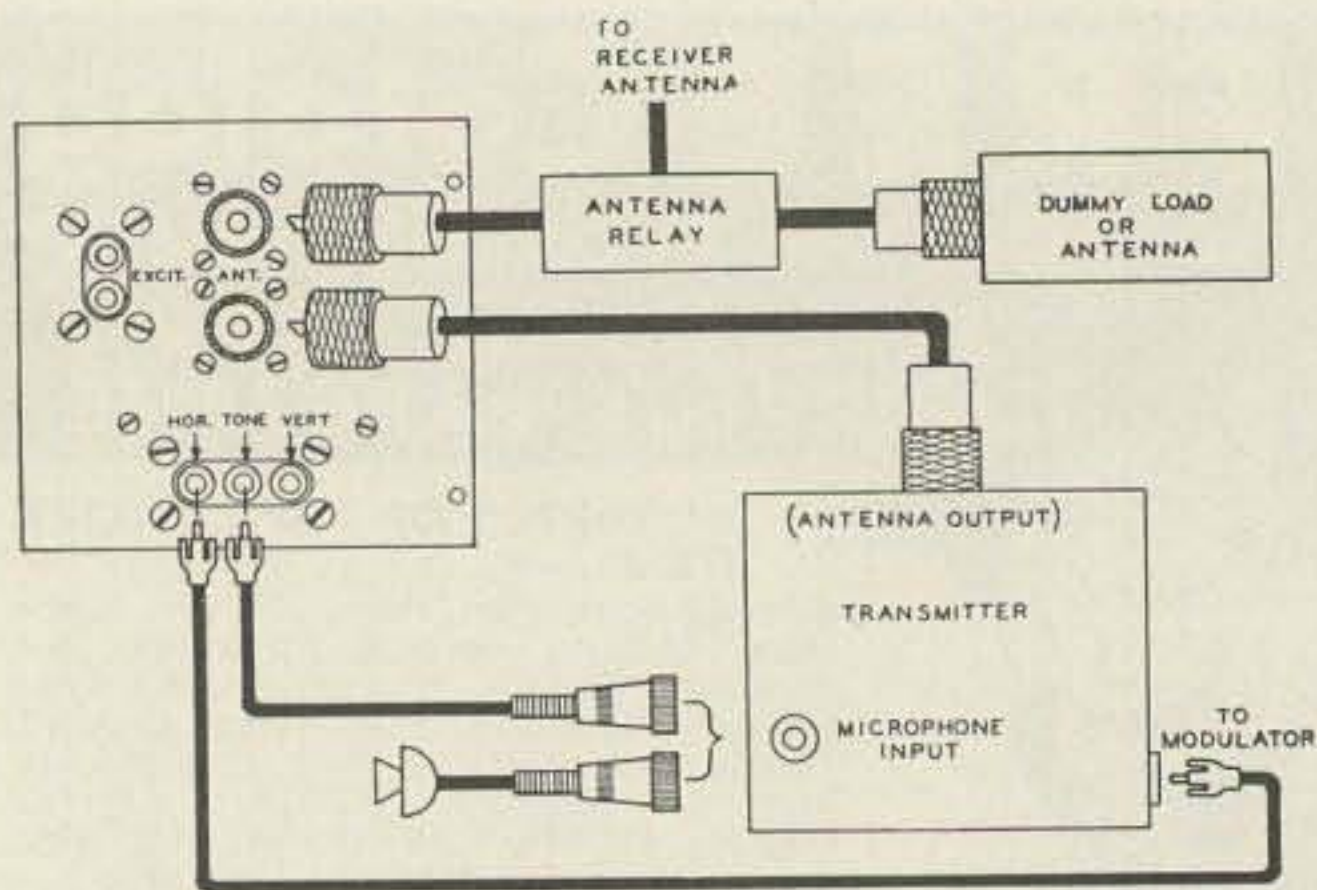 TO
RECEIVER
ANTENNA
ANTENNA
RELAY
DUMMY LOAD
OR
ANTENNA
EXCIT.
ANT.
HOR. TONE VERT
(ANTENNA OUTPUT)
TRANSMITTER
MICROPHONE
INPUT
TO
MODULATOR